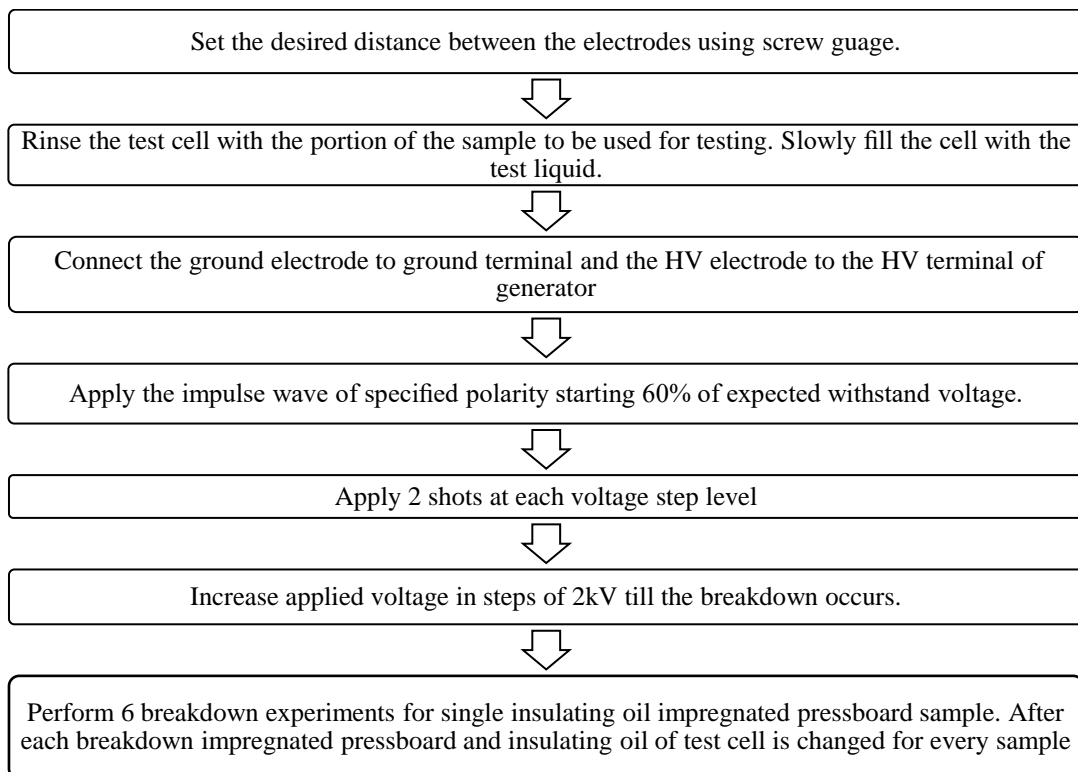 Set the desired distance between the electrodes using screw guage.
Rinse the test cell with the portion of the sample to be used for testing. Slowly fill the cell with the
test liquid.
Connect the ground electrode to ground terminal and the HV electrode to the HV terminal of
generator
Apply the impulse wave of specified polarity starting 60% of expected withstand voltage.
Apply 2 shots at each voltage step level
Increase applied voltage in steps of 2kV till the breakdown occurs.
Perform 6 breakdown experiments for single insulating oil impregnated pressboard sample. After
each breakdown impregnated pressboard and insulating oil of test cell is changed for every sample